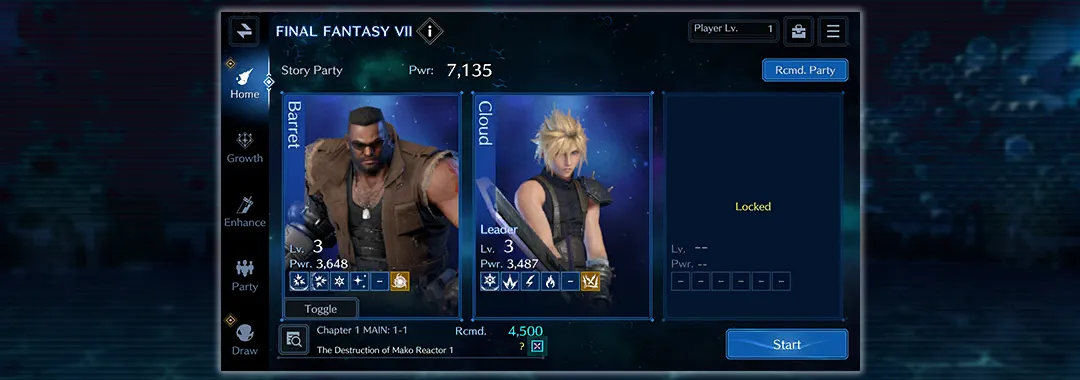 FINAL FANTASY VII i
Player Lv. 1
Story Party Pwr: 7,135
Rcmd. Party
Home
Growth
Enhance
Party
Draw
Barret
Lv. 3
Pwr. 3,648
-
Toggle
Cloud
Leader
Lv. 3
Pwr. 3,487
-
Locked
Lv. --
Pwr. --
- - - - - -
Chapter 1 MAIN: 1-1 Rcmd. 4,500
The Destruction of Mako Reactor 1 ?
Start